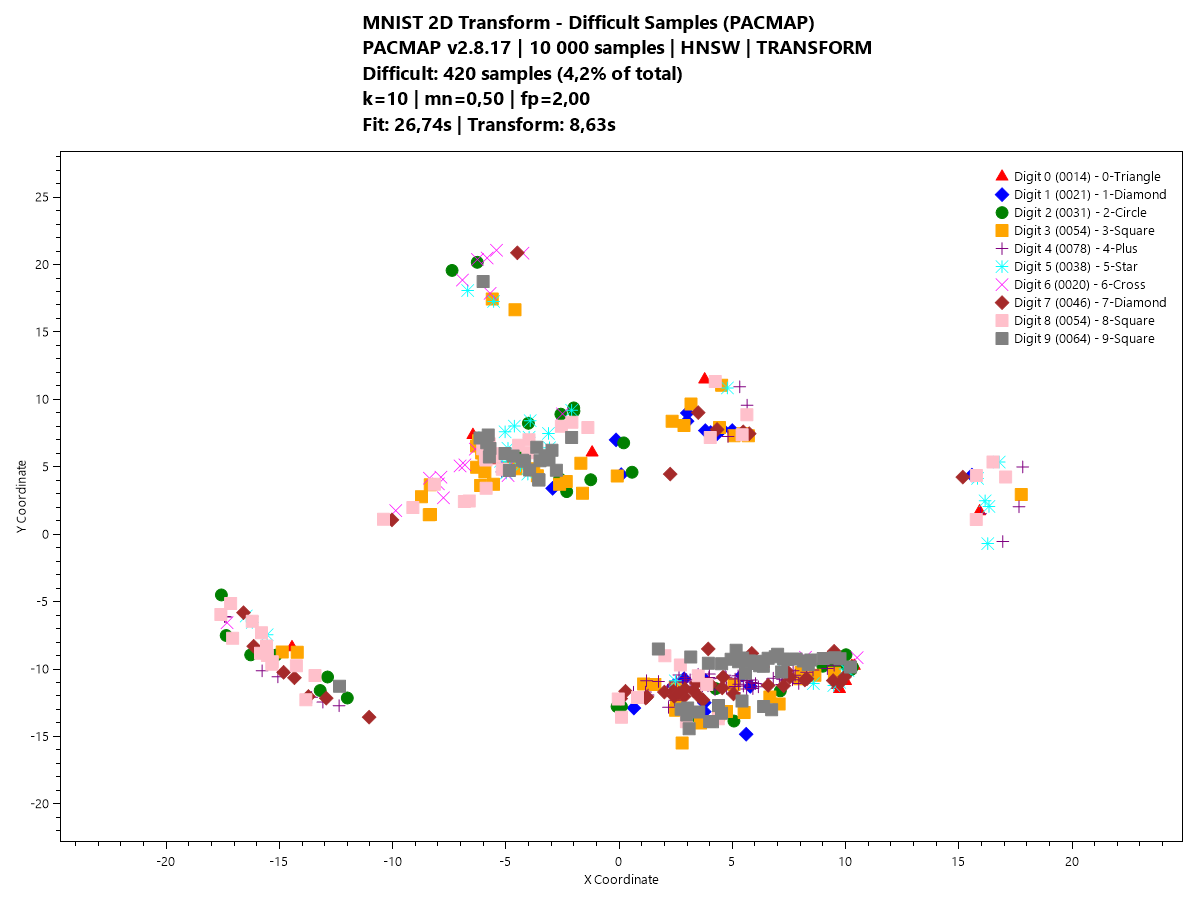 MNIST 2D Transform - Difficult Samples (PACMAP)
PACMAP v2.8.17 | 10 000 samples | HNSW | TRANSFORM
Difficult: 420 samples (4,2% of total)
k=10 | mn=0,50 | fp=2,00
Fit: 26,74s | Transform: 8,63s
Digit 0 (0014) - 0-Triangle
Digit 1 (0021) - 1-Diamond
Digit 2 (0031) - 2-Circle
Digit 3 (0054) - 3-Square
Digit 4 (0078) - 4-Plus
Digit 5 (0038) - 5-Star
Digit 6 (0020) - 6-Cross
Digit 7 (0046) - 7-Diamond
Digit 8 (0054) - 8-Square
Digit 9 (0064) - 9-Square
25
20
15
10
5
0
-5
-10
-15
-20
Y Coordinate
-20 -15 -10 -5 0 5 10 15 20
X Coordinate